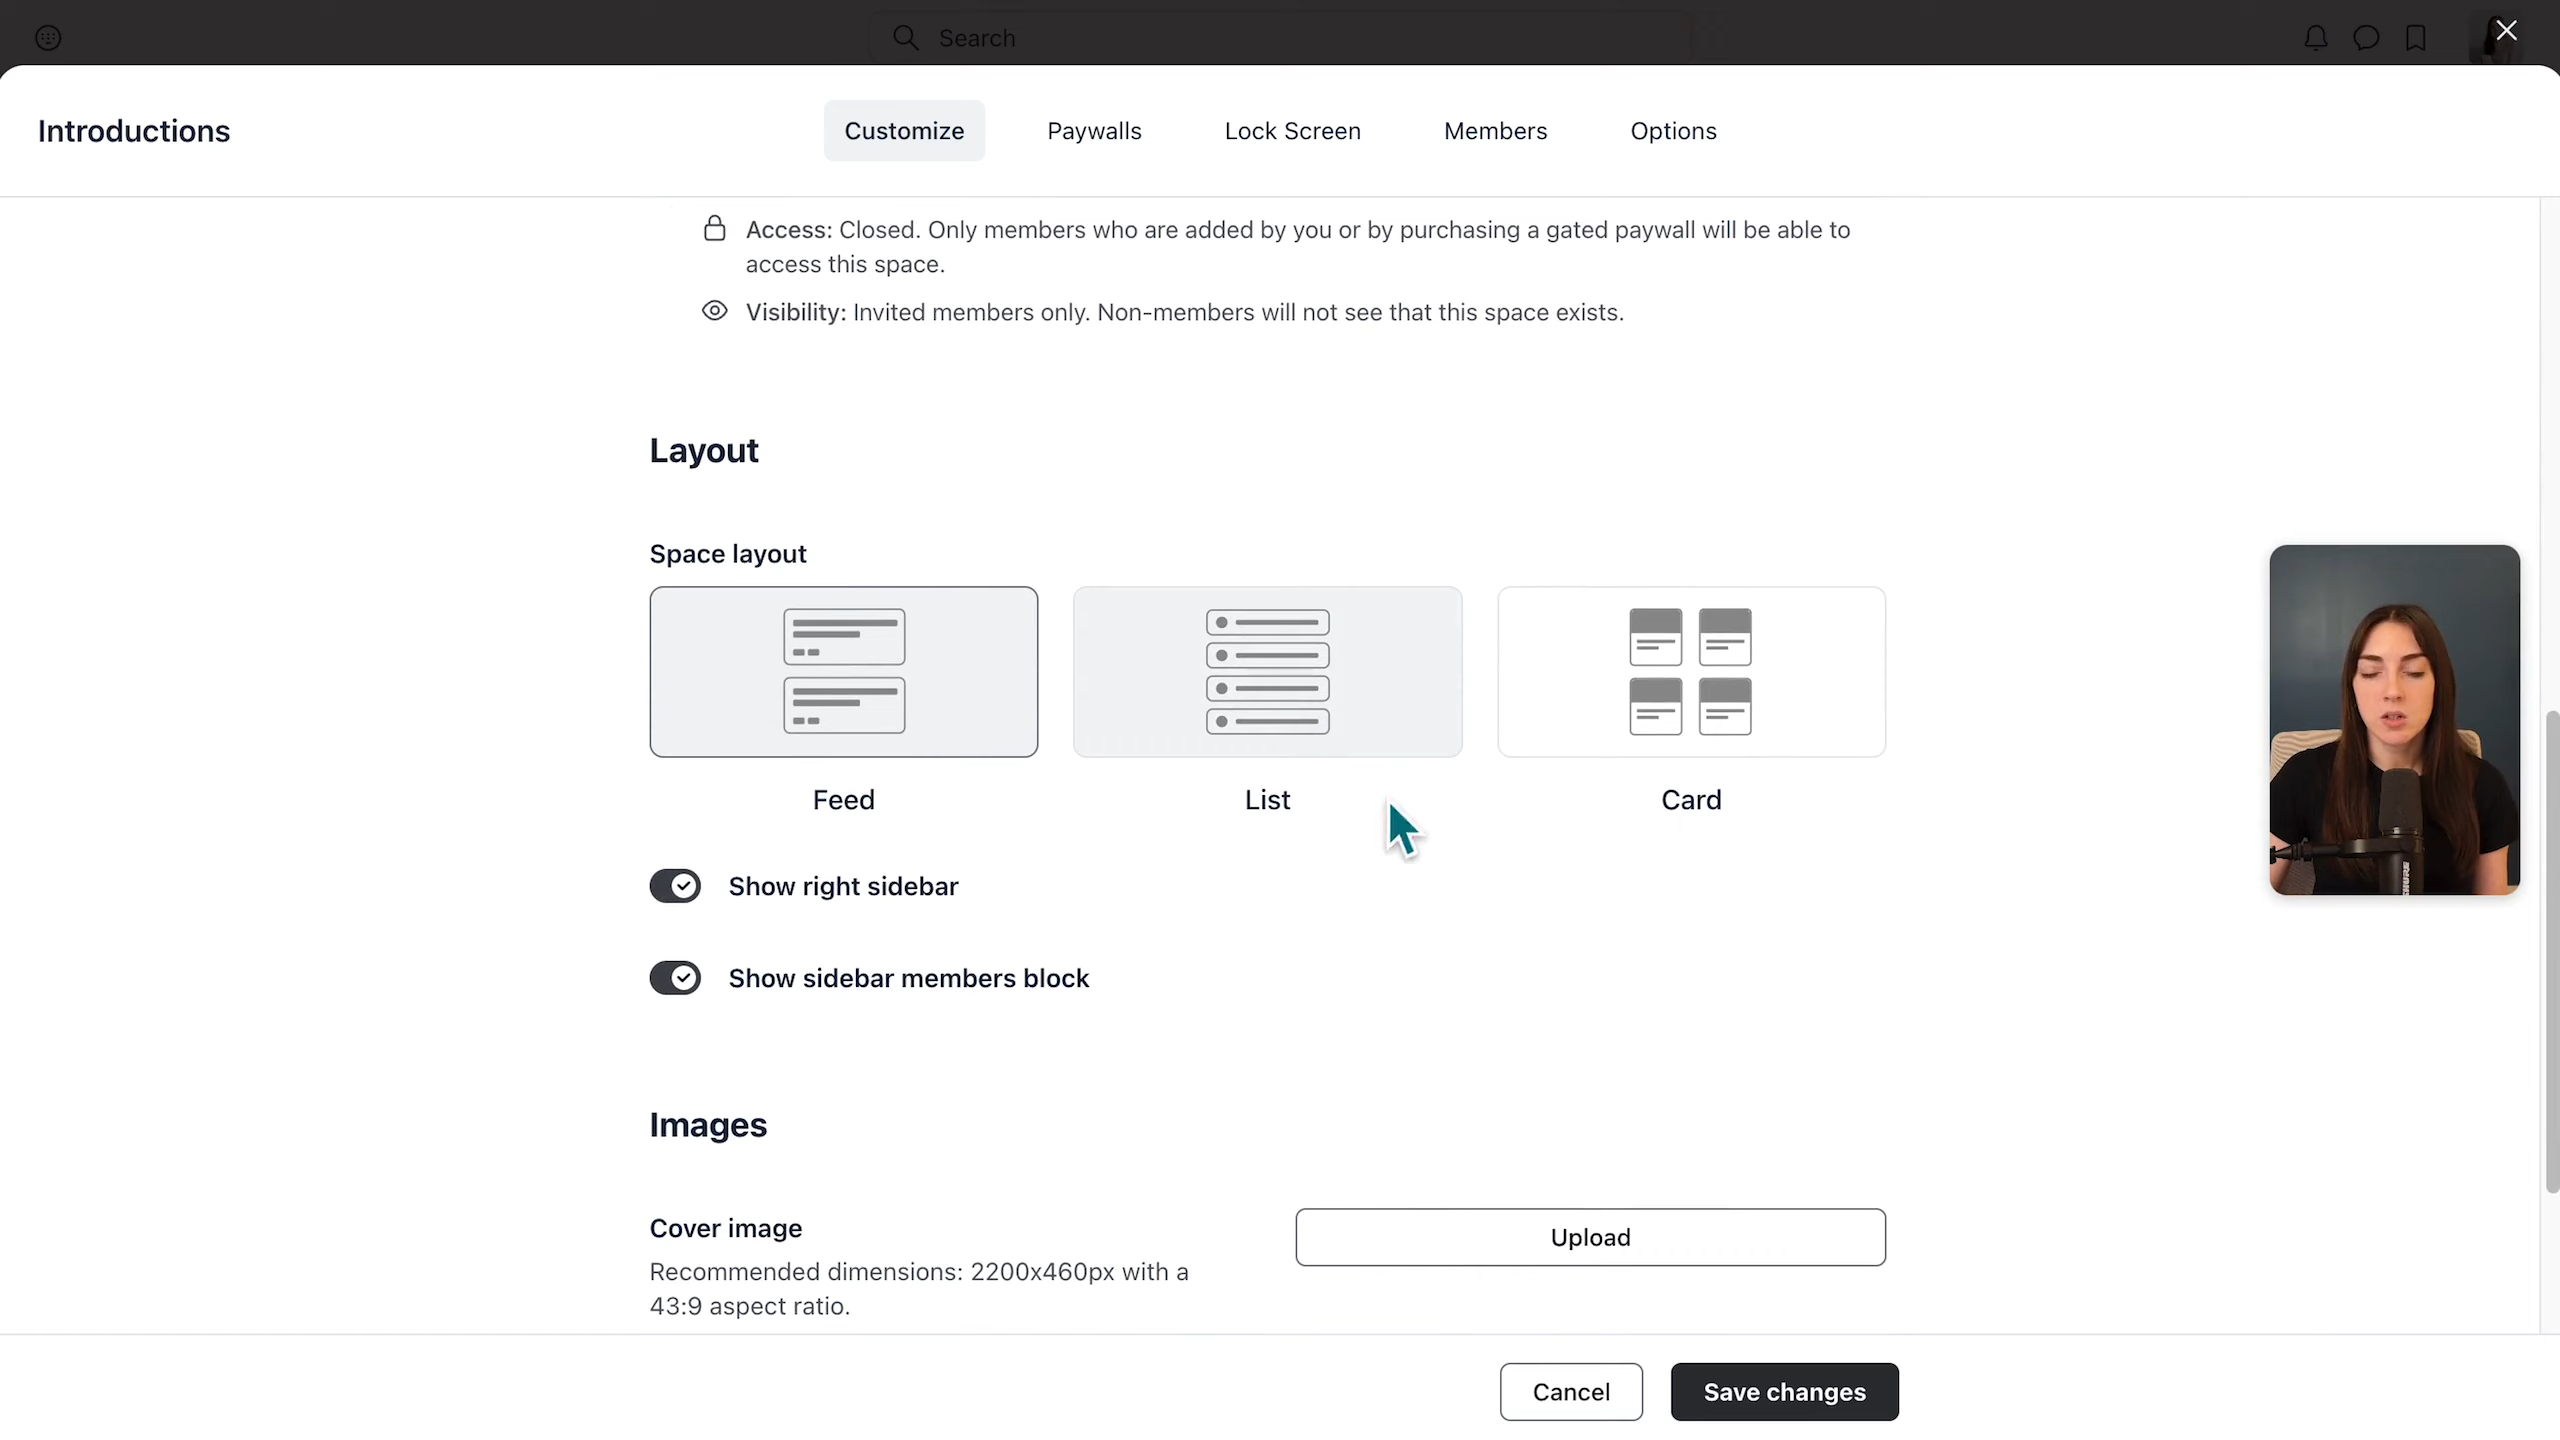 Search
Introductions
Customize
Paywalls
Lock Screen
Members
Options
Access: Closed. Only members who are added by you or by purchasing a gated paywall will be able to
access this space.
Visibility: Invited members only. Non-members will not see that this space exists.
Layout
Space layout
Feed
List
Card
Show right sidebar
Show sidebar members block
Images
Cover image
Upload
Recommended dimensions: 2200x460px with a
43:9 aspect ratio.
SHURE
Cancel
Save changes